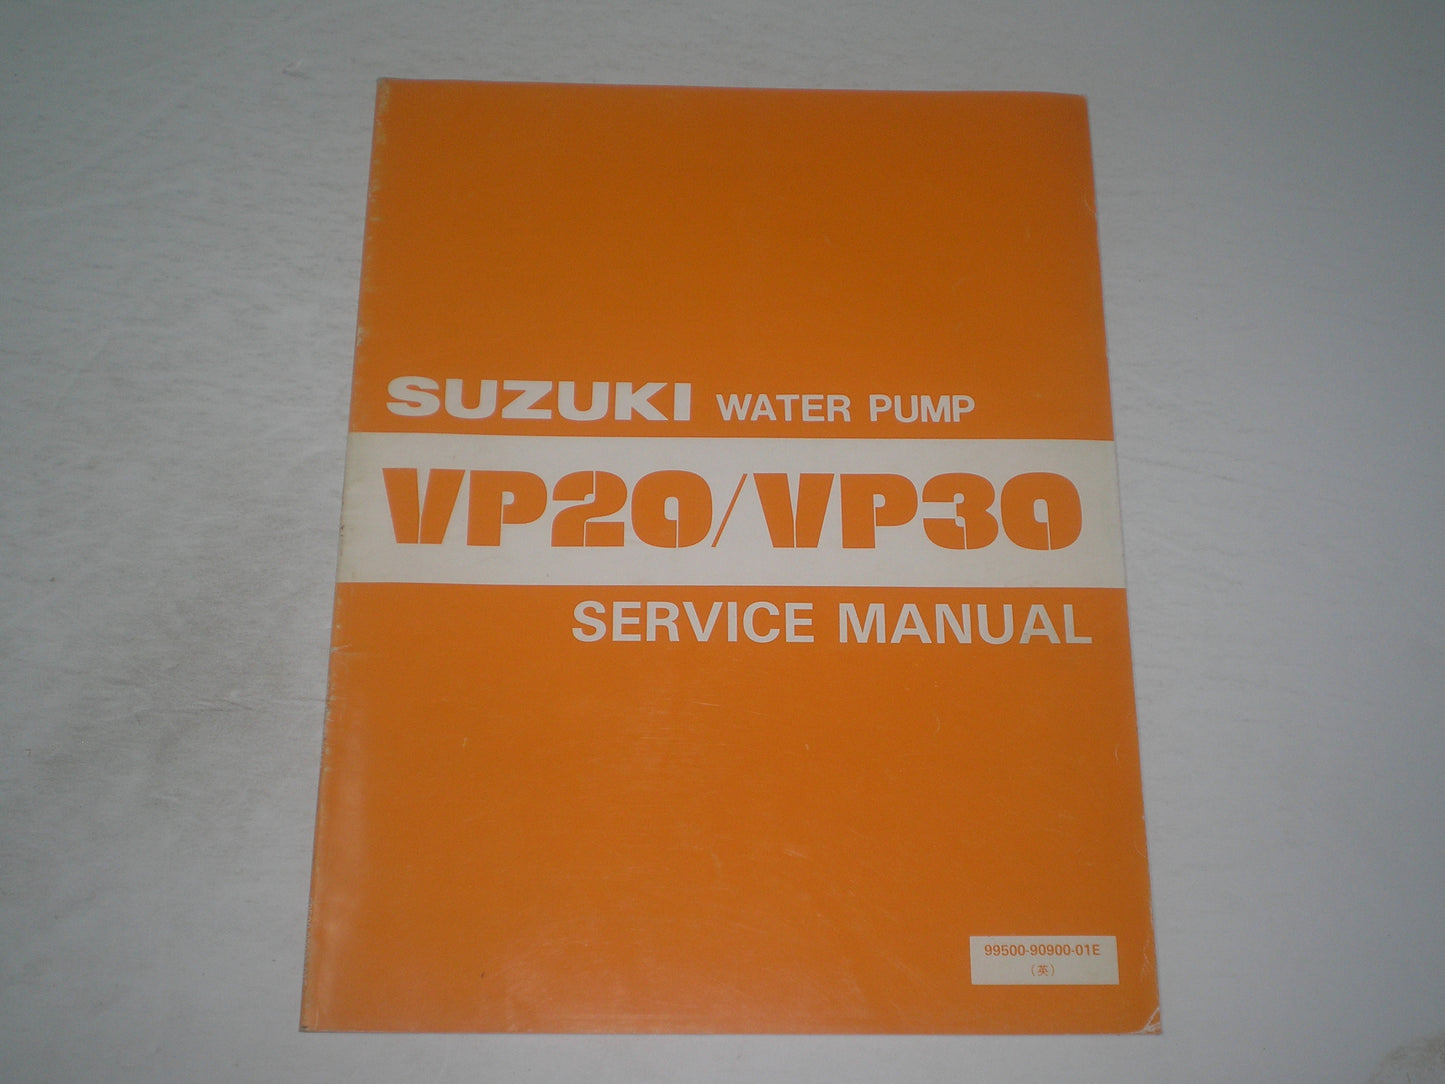 SUZUKI WATER PUMP
VP20/VP30
SERVICE MANUAL
99500-90900-01E
(英)